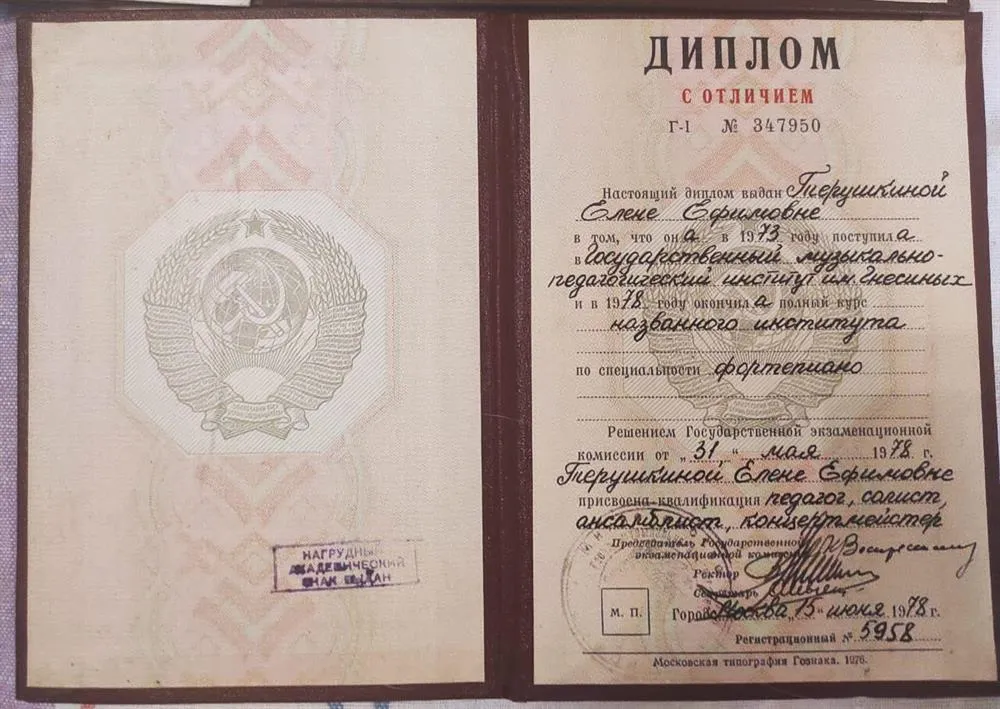 НАГРУДНЫЙ
АКАДЕМИЧЕСКИЙ
ЗНАК ВЫДАН
ДИПЛОМ
С ОТЛИЧИЕМ
Г-I № 347950
Настоящий диплом выдан Терушкиной
Елене Ефимовне
в том, что она в 1973 году поступила
в Государственный музыкально-
педагогический институт им. Гнесиных
и в 1978 году окончила полный курс
названного института
по специальности фортепиано
Решением Государственной экзаменационной
комиссии от „31“ мая 1978 г.
Терушкиной Елене Ефимовне
присвоена квалификация педагог, солист,
ансамблист, концертмейстер
Председатель Государственной
экзаменационной комиссии
Ректор
Секретарь
М. П. Город Москва „15“ июня 1978 г.
Регистрационный № 5958
Московская типография Гознака. 1976.